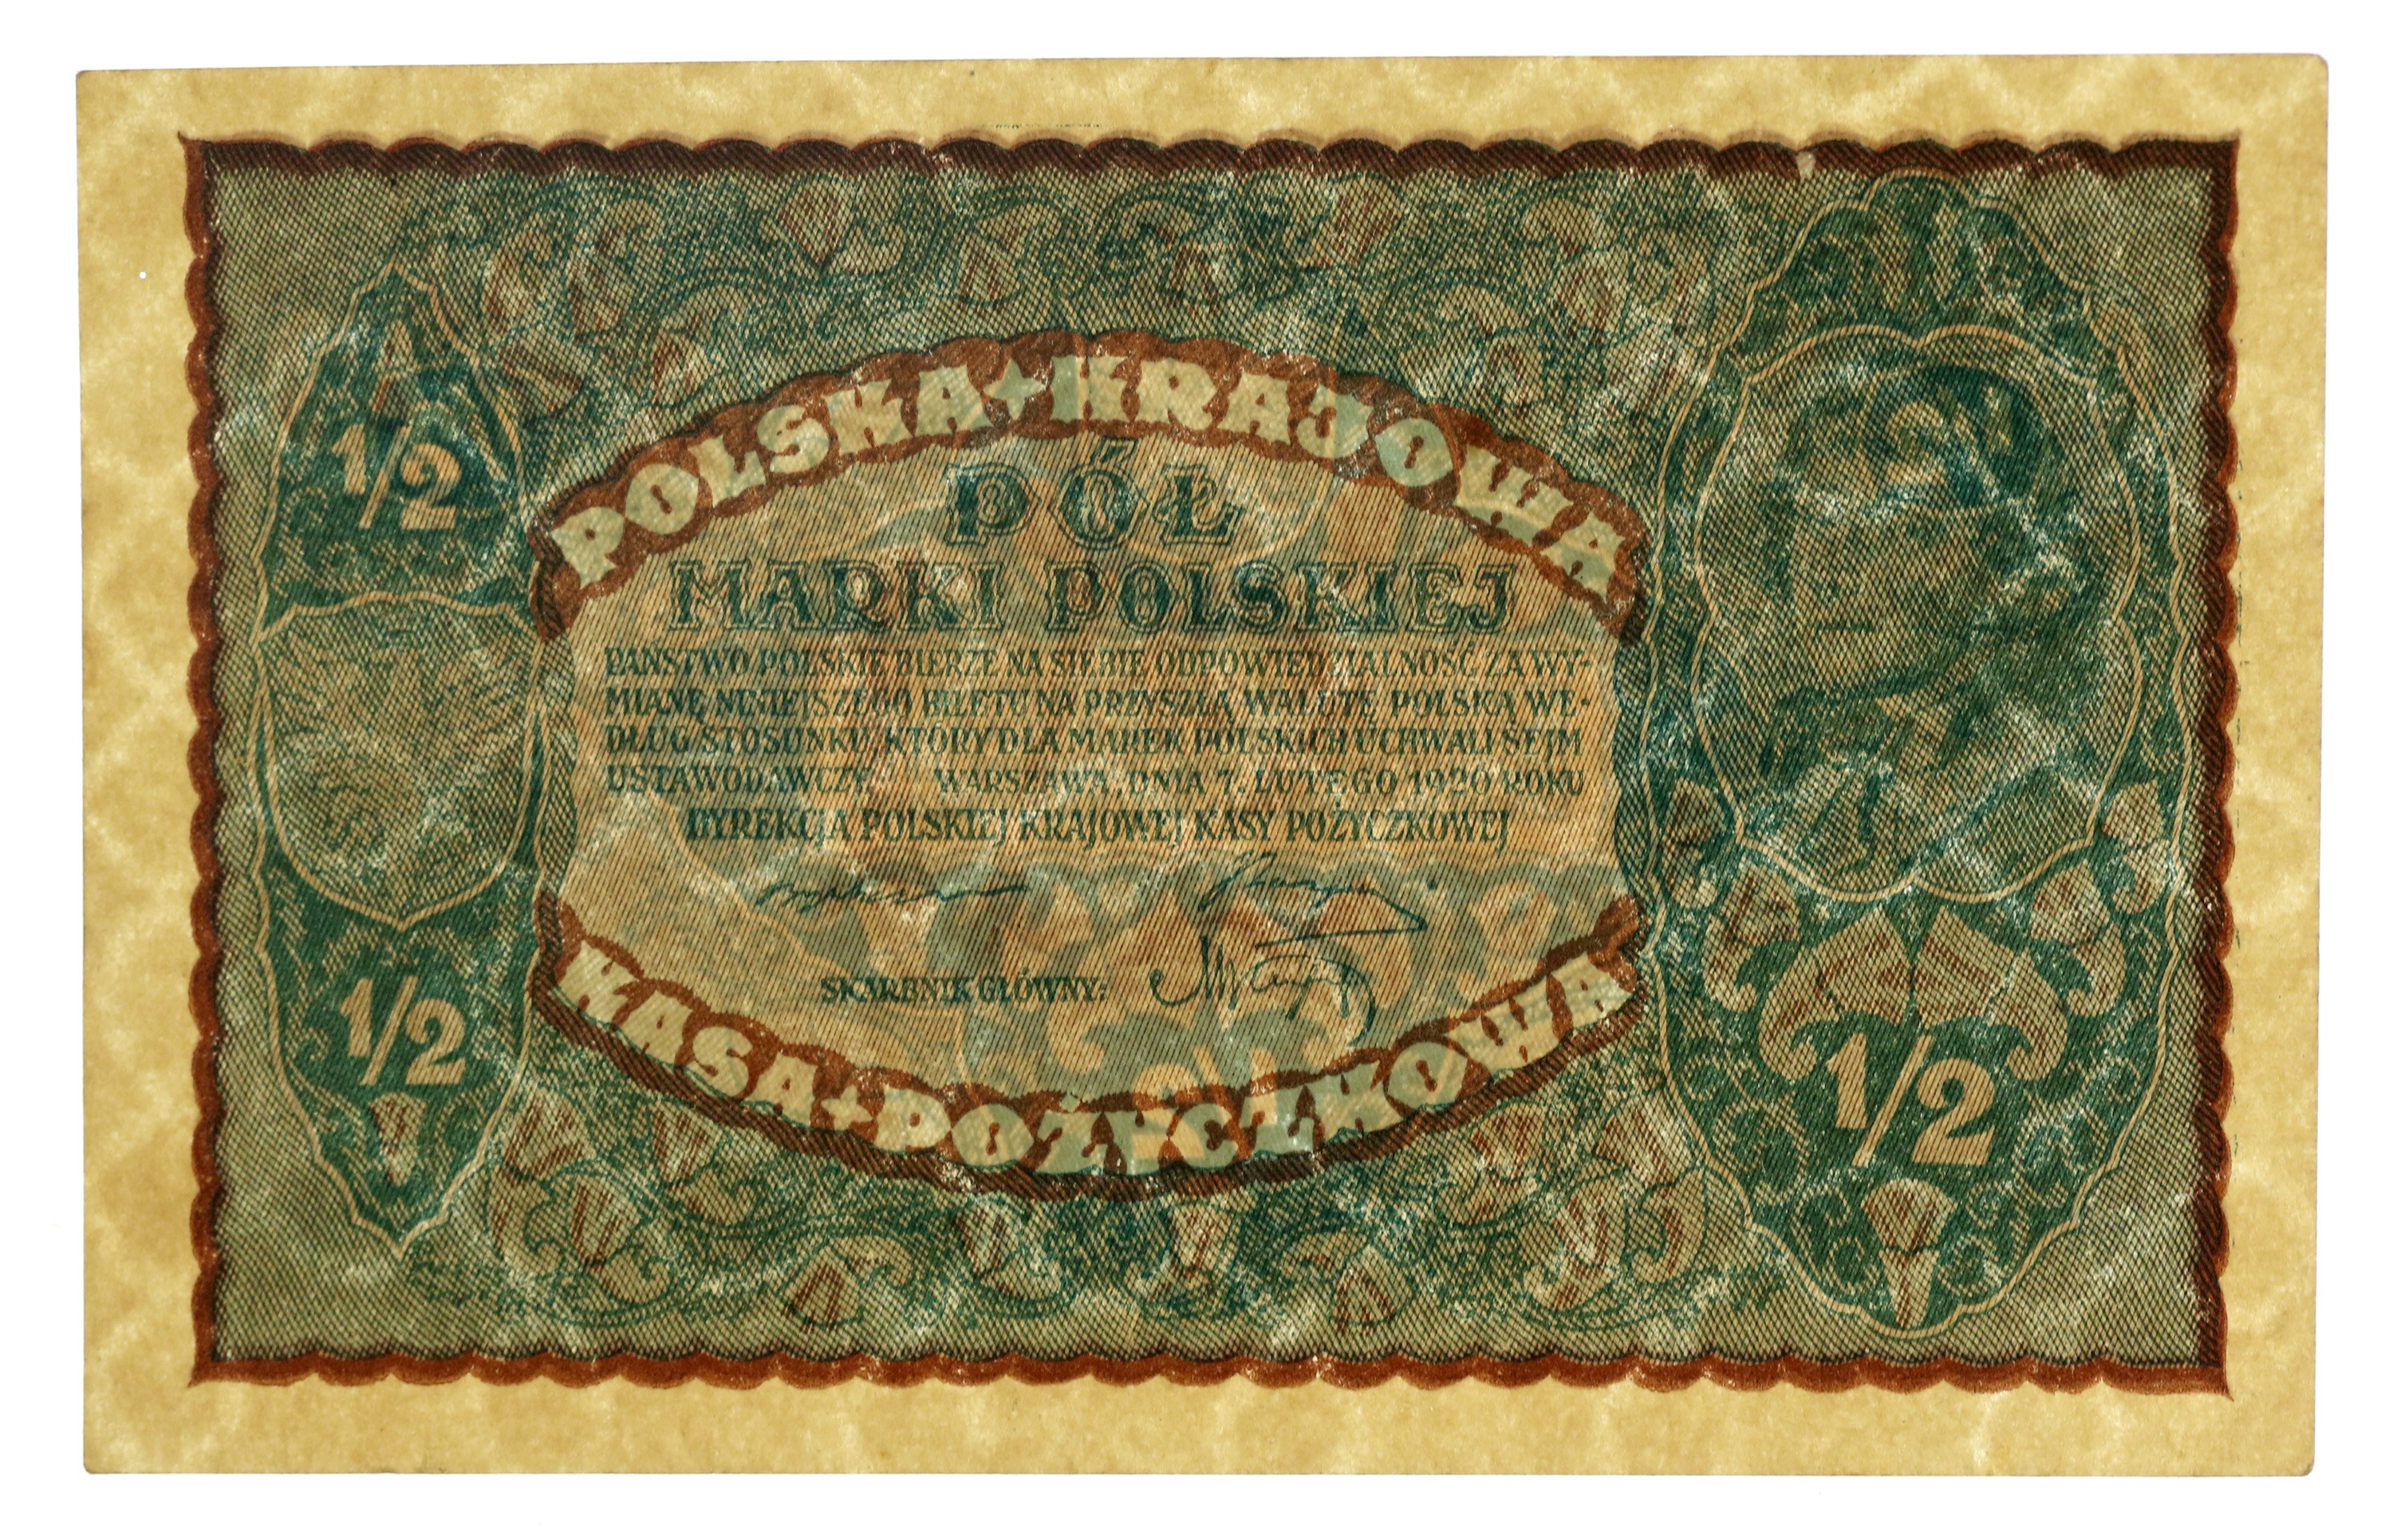 POLSKA KRAJOWA
1/2
PÓŁ
MARKI POLSKIEJ
PAŃSTWO POLSKIE BIERZE NA SIEBIE ODPOWIEDZIALNOŚĆ ZA WY-
MIANĘ NINIEJSZEGO BILETU NA PRZYSZŁĄ WALUTĘ POLSKĄ WE-
DŁUG STOSUNKU, KTÓRY DLA MAREK POLSKICH UCHWALI SEJM
USTAWODAWCZY. WARSZAWA, DNIA 7. LUTEGO 1920 ROKU
DYREKCJA POLSKIEJ KRAJOWEJ KASY POŻYCZKOWEJ
SKARBNIK GŁÓWNY:
1/2
1/2
KASA POŻYCZKOWA